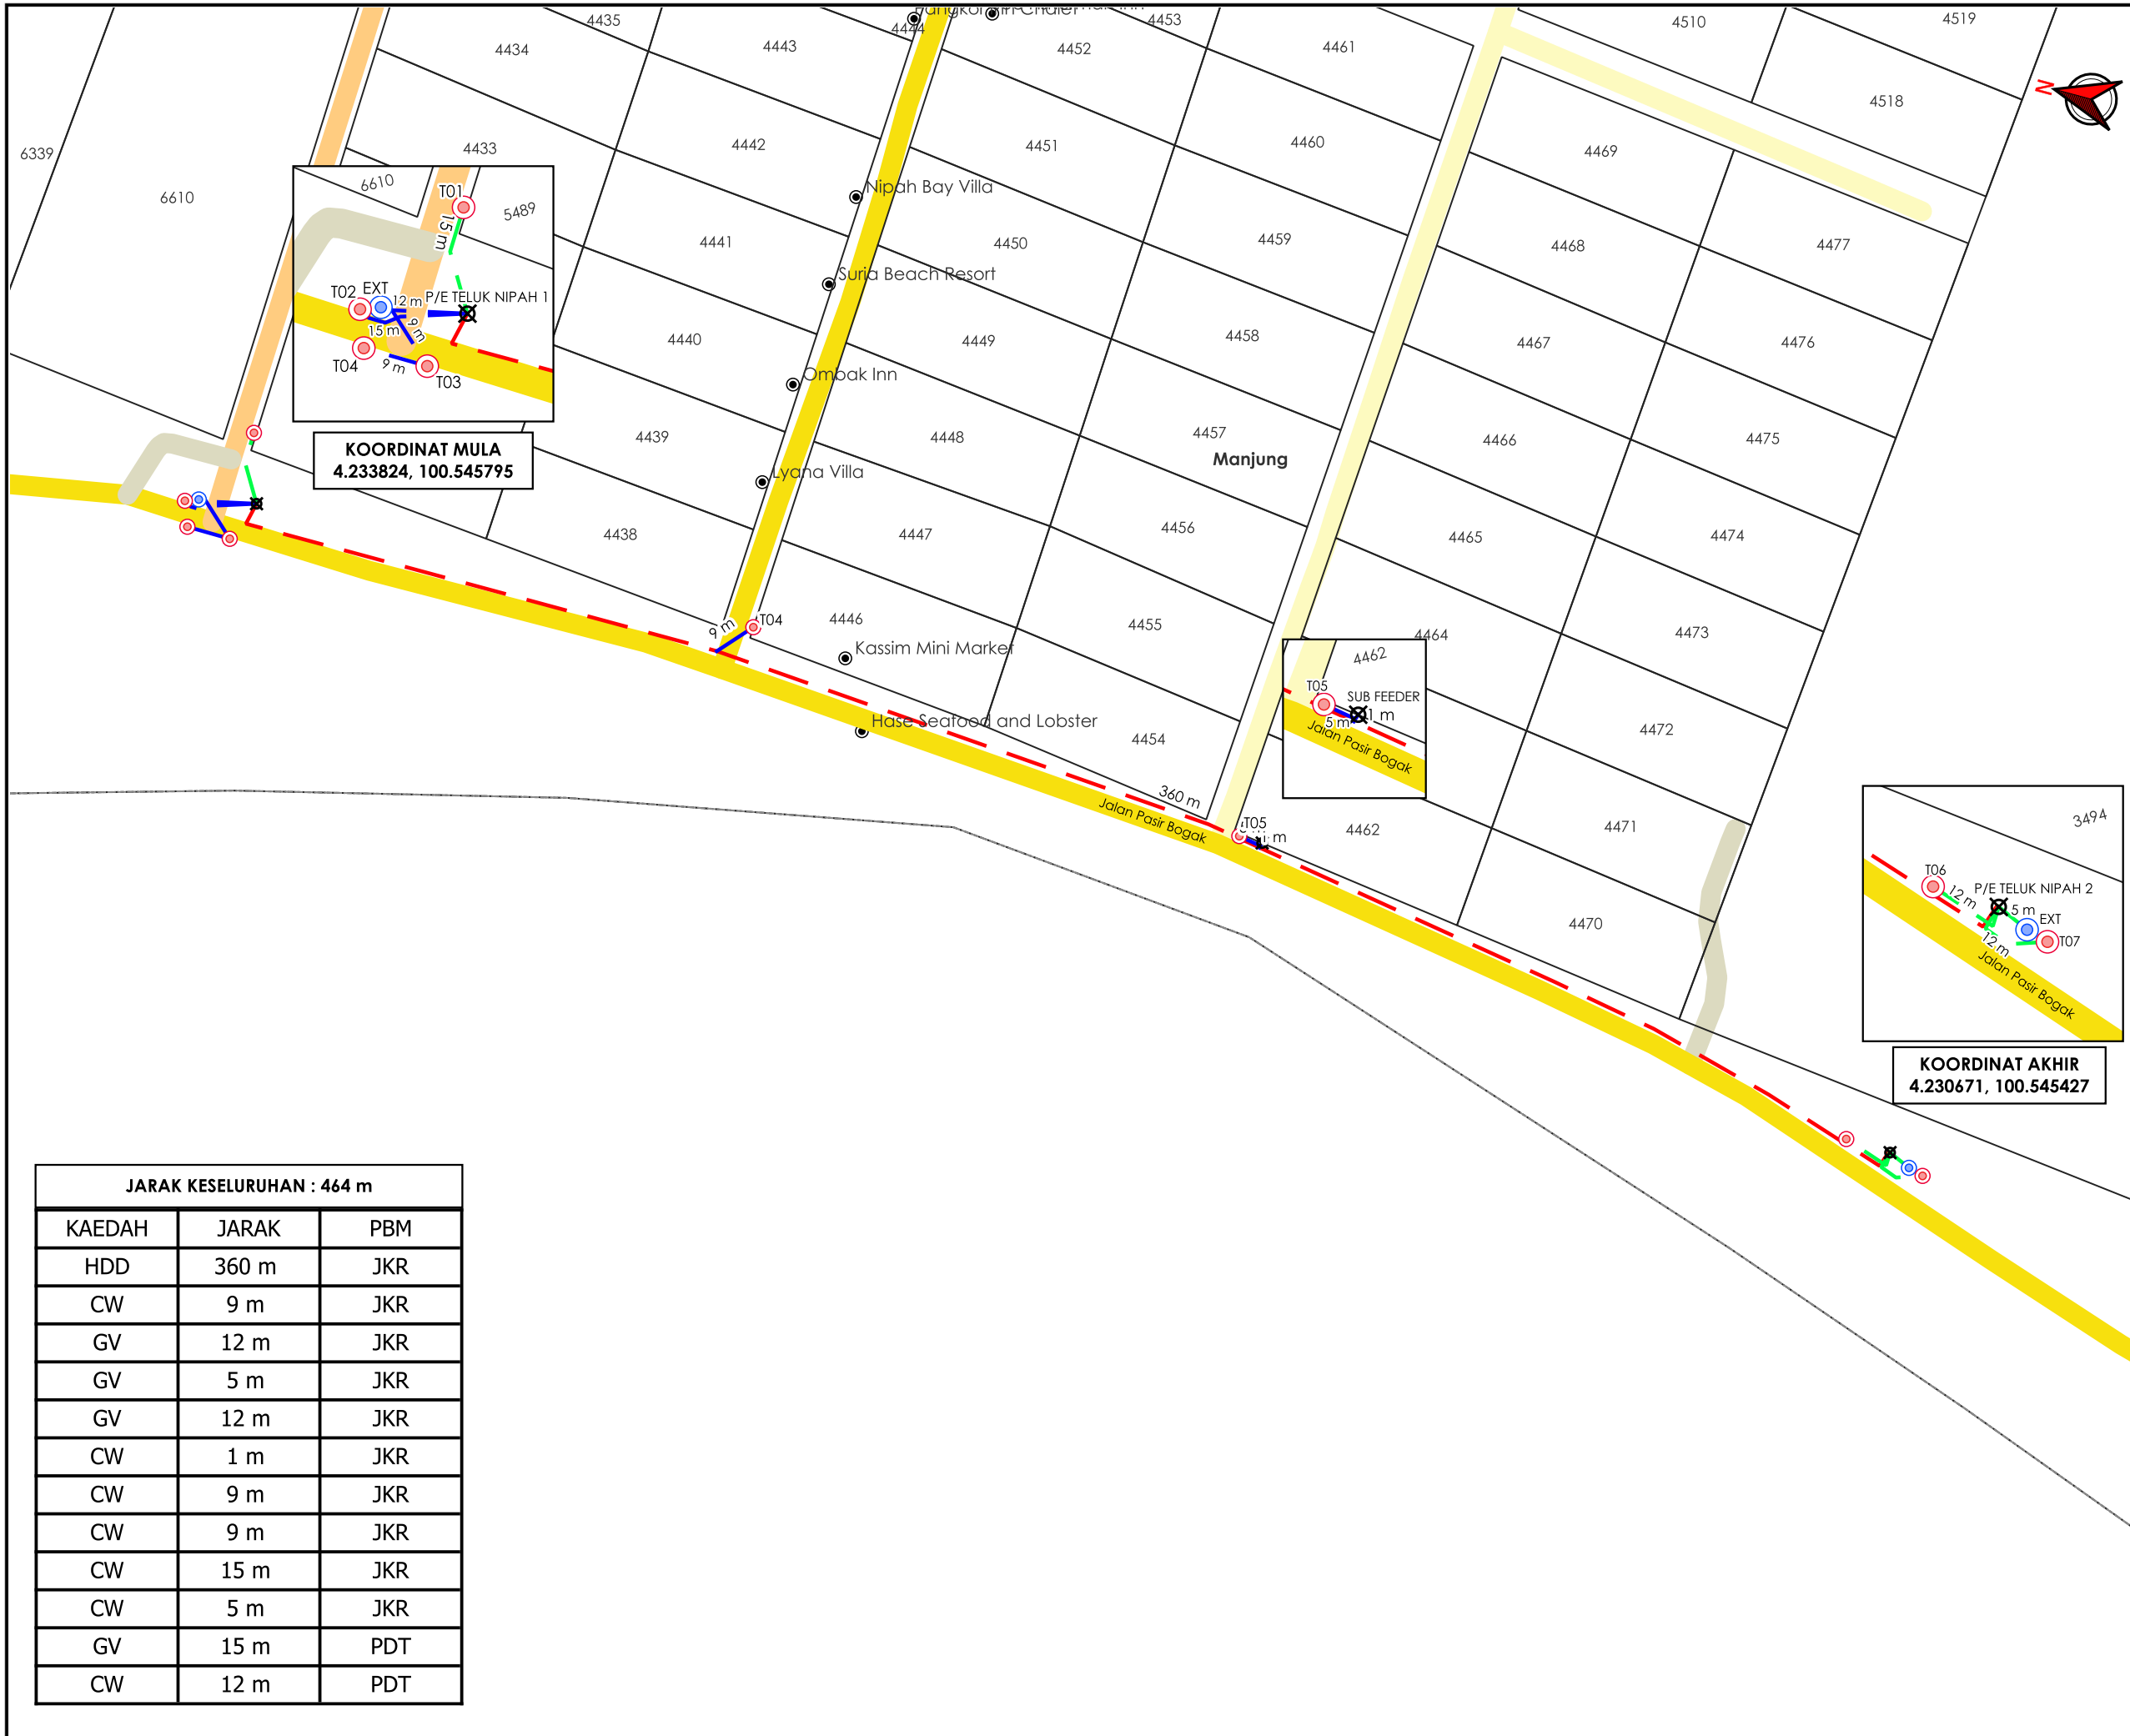 4435
4444
4453
4510
4519
4434
4443
4452
4461
4518
N
6339
6610
4433
4442
4451
4460
4469
Nipah Bay Villa
4441
4450
4459
4468
4477
Suria Beach Resort
4440
4449
4458
4467
4476
Ombak Inn
4439
4448
4457
4466
4475
Manjung
Lyana Villa
4438
4447
4456
4465
4474
4446
4455
4464
4473
9 m
T04
Kassim Mini Market
Hase Seafood and Lobster
4454
4472
360 m
Jalan Pasir Bogak
T05
4462
4471
4470
6610
T01
5489
15 m
T02
EXT
12 m
P/E TELUK NIPAH 1
15 m
9 m
T04
9 m
T03
KOORDINAT MULA
4.233824, 100.545795
4462
T05
SUB FEEDER
1 m
5 m
Jalan Pasir Bogak
3494
T06
P/E TELUK NIPAH 2
12 m
5 m
EXT
T07
12 m
Jalan Pasir Bogak
KOORDINAT AKHIR
4.230671, 100.545427
JARAK KESELURUHAN : 464 m
KAEDAH JARAK PBM
HDD 360 m JKR
CW 9 m JKR
GV 12 m JKR
GV 5 m JKR
GV 12 m JKR
CW 1 m JKR
CW 9 m JKR
CW 9 m JKR
CW 15 m JKR
CW 5 m JKR
GV 15 m PDT
CW 12 m PDT